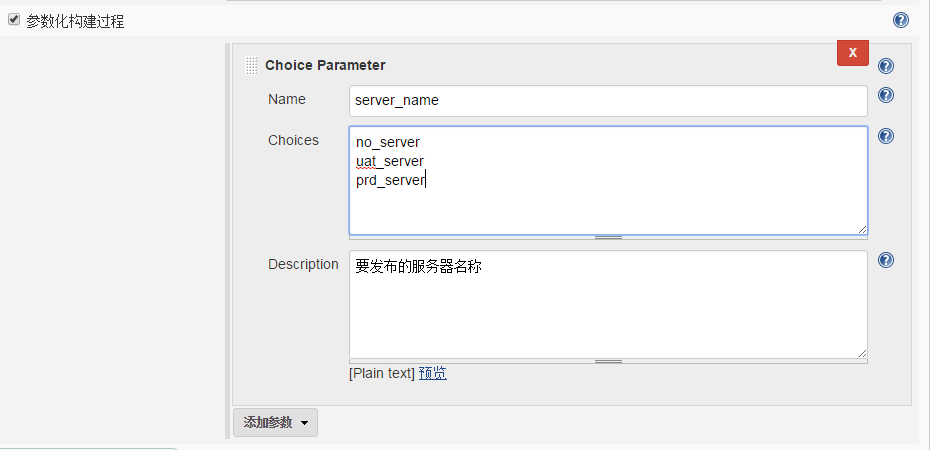 参数化构建过程
X
Choice Parameter
Name
server_name
Choices
no_server
uat_server
prd_server
Description
要发布的服务器名称
[Plain text] 预览
添加参数